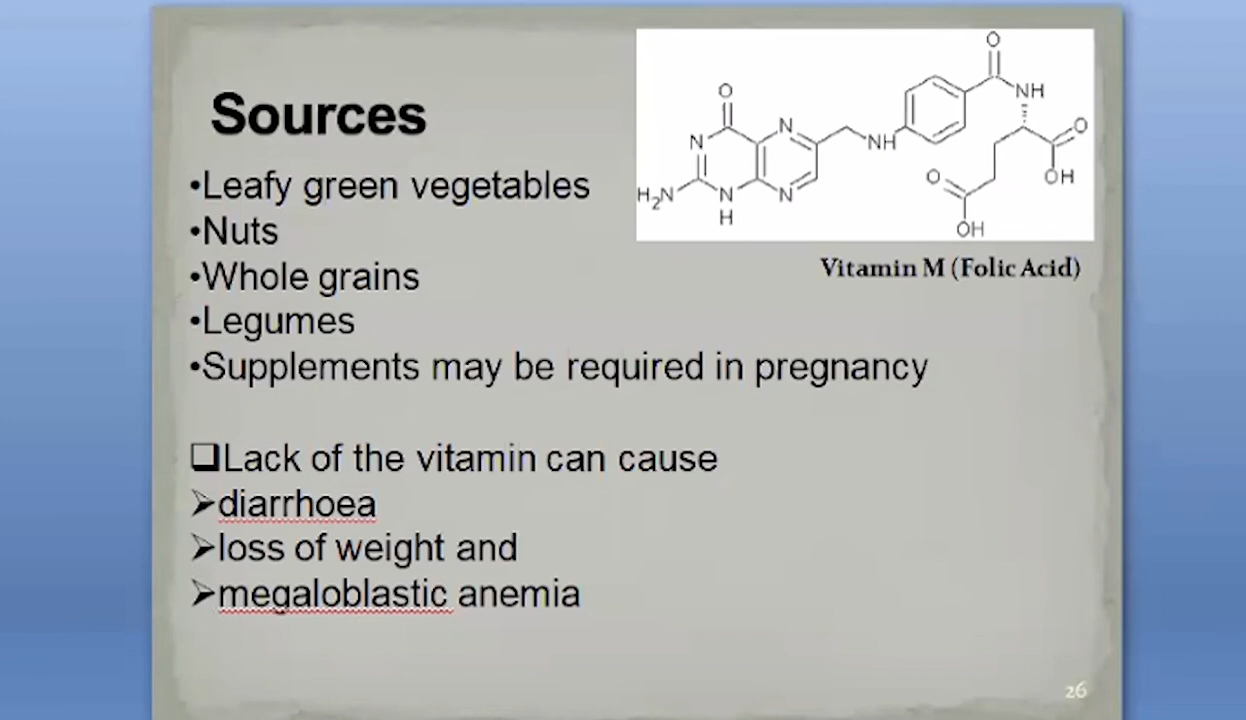 Sources
•Leafy green vegetables
•Nuts
•Whole grains
•Legumes
•Supplements may be required in pregnancy
❑Lack of the vitamin can cause
➢diarrhoea
➢loss of weight and
➢megaloblastic anemia
O
N
N
H₂N
N
H
N
NH
O
NH
O
OH
O
OH
Vitamin M (Folic Acid)
26